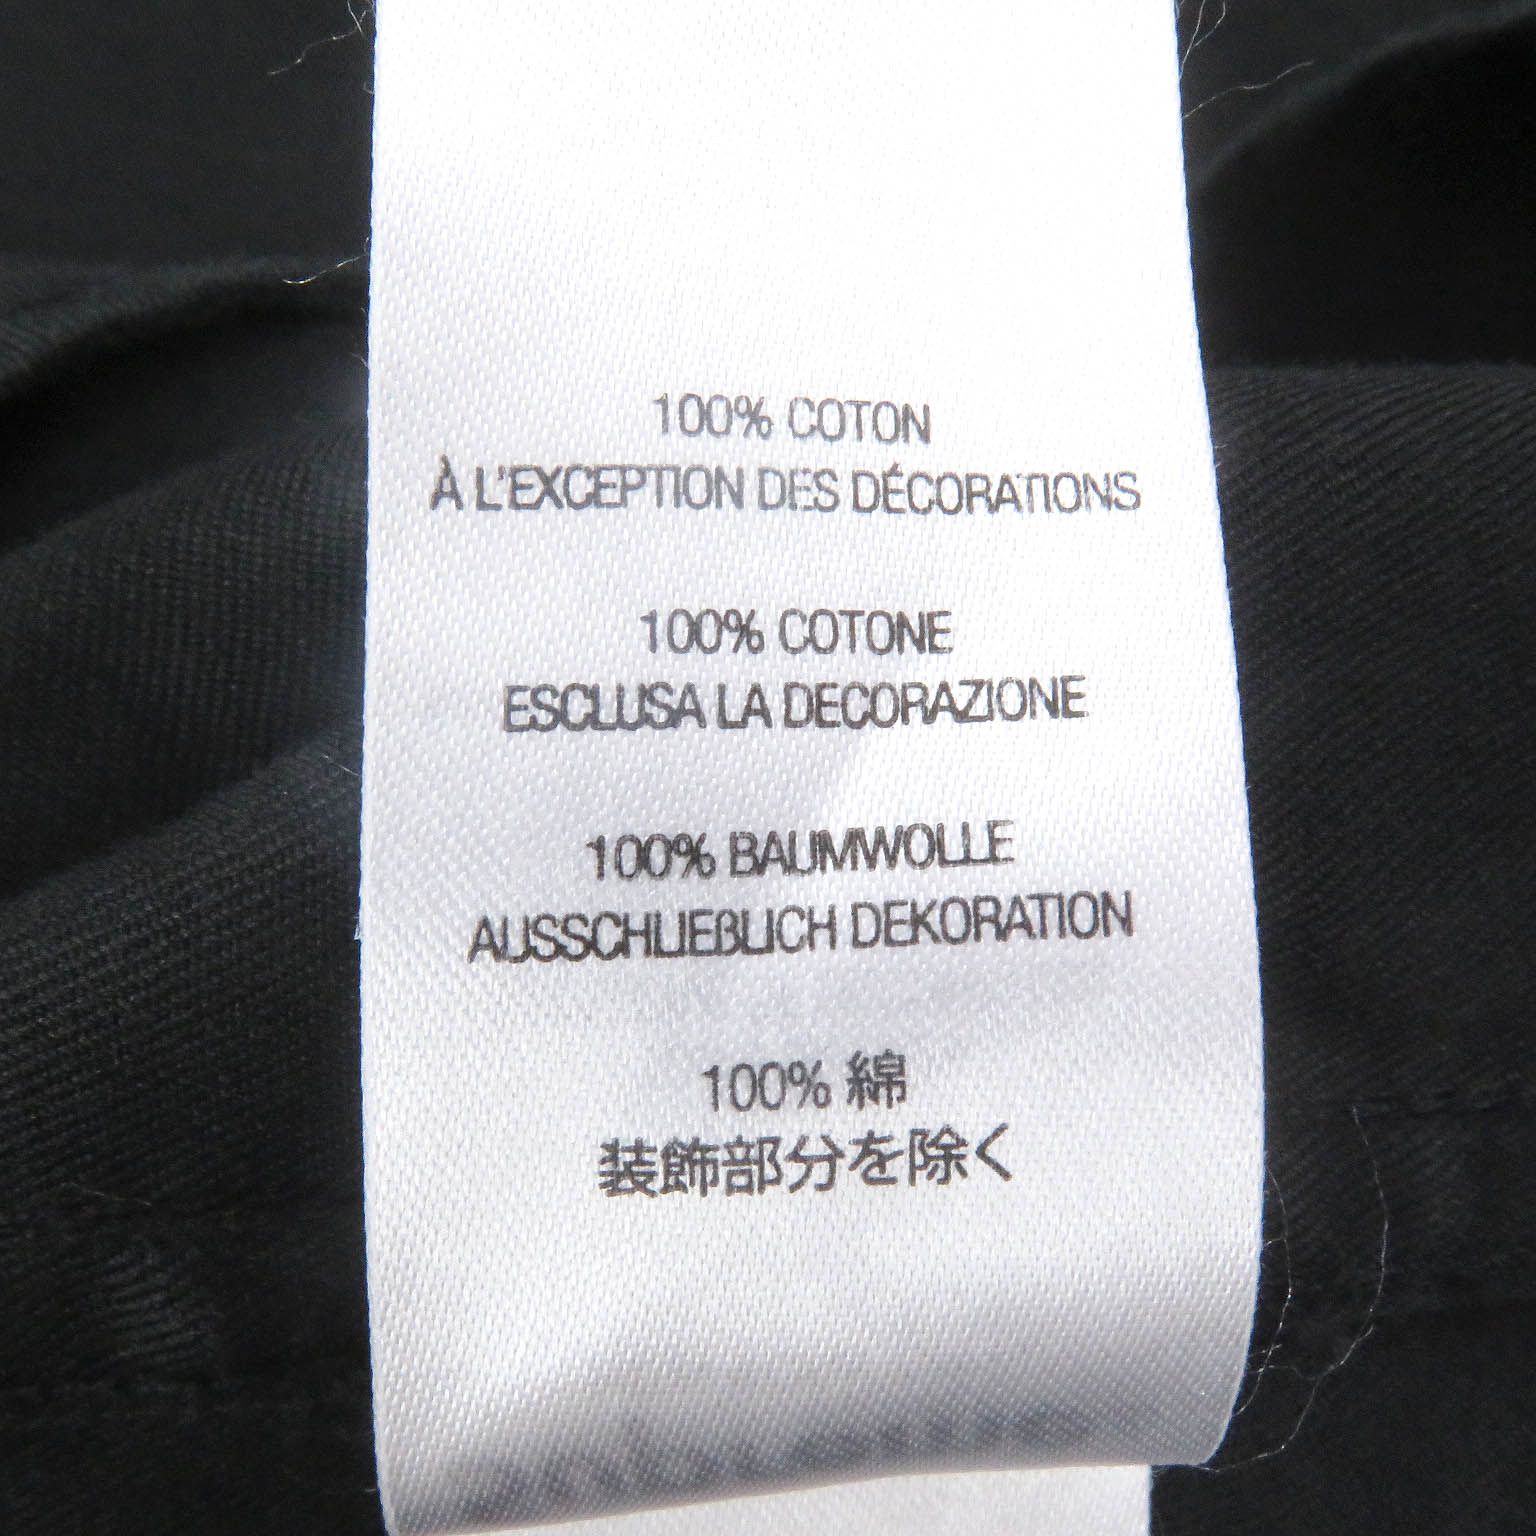 100% COTON
À L'EXCEPTION DES DÉCORATIONS
100% COTONE
ESCLUSA LA DECORAZIONE
100% BAUMWOLLE
AUSSCHLIEßLICH DEKORATION
100% 綿
装飾部分を除く